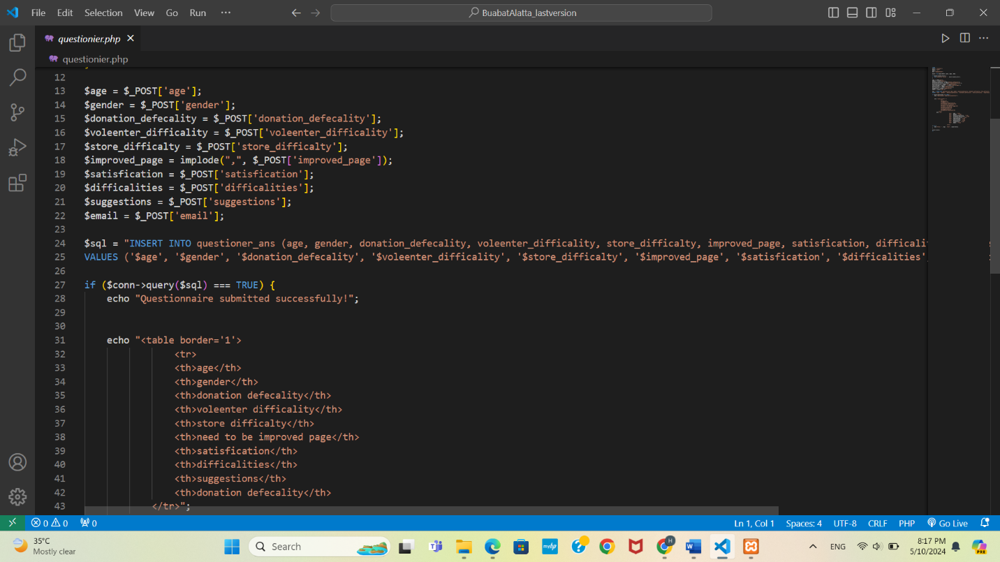 File Edit Selection View Go Run ··· BuabatAlatta_lastversion
questionier.php
questionier.php
12
13 $age = $_POST['age'];
14 $gender = $_POST['gender'];
15 $donation_defecality = $_POST['donation_defecality'];
16 $voleenter_difficality = $_POST['voleenter_difficality'];
17 $store_difficalty = $_POST['store_difficalty'];
18 $improved_page = implode(",", $_POST['improved_page']);
19 $satisfication = $_POST['satisfication'];
20 $difficalities = $_POST['difficalities'];
21 $suggestions = $_POST['suggestions'];
22 $email = $_POST['email'];
23
24 $sql = "INSERT INTO questioner_ans (age, gender, donation_defecality, voleenter_difficality, store_difficalty, improved_page, satisfication, difficaliti
25 VALUES ('$age', '$gender', '$donation_defecality', '$voleenter_difficality', '$store_difficalty', '$improved_page', '$satisfication', '$difficalities'
26
27 if ($conn->query($sql) === TRUE) {
28 echo "Questionnaire submitted successfully!";
29
30
31 echo "<table border='1'>
32 <tr>
33 <th>age</th>
34 <th>gender</th>
35 <th>donation defecality</th>
36 <th>voleenter difficality</th>
37 <th>store difficalty</th>
38 <th>need to be improved page</th>
39 <th>satisfication</th>
40 <th>difficalities</th>
41 <th>suggestions</th>
42 <th>donation defecality</th>
43 </tr>";
0 0 0 Ln 1, Col 1 Spaces: 4 UTF-8 CRLF PHP Go Live
35°C
Mostly clear
Search
myhp
H
ENG
8:17 PM
5/10/2024
PRE